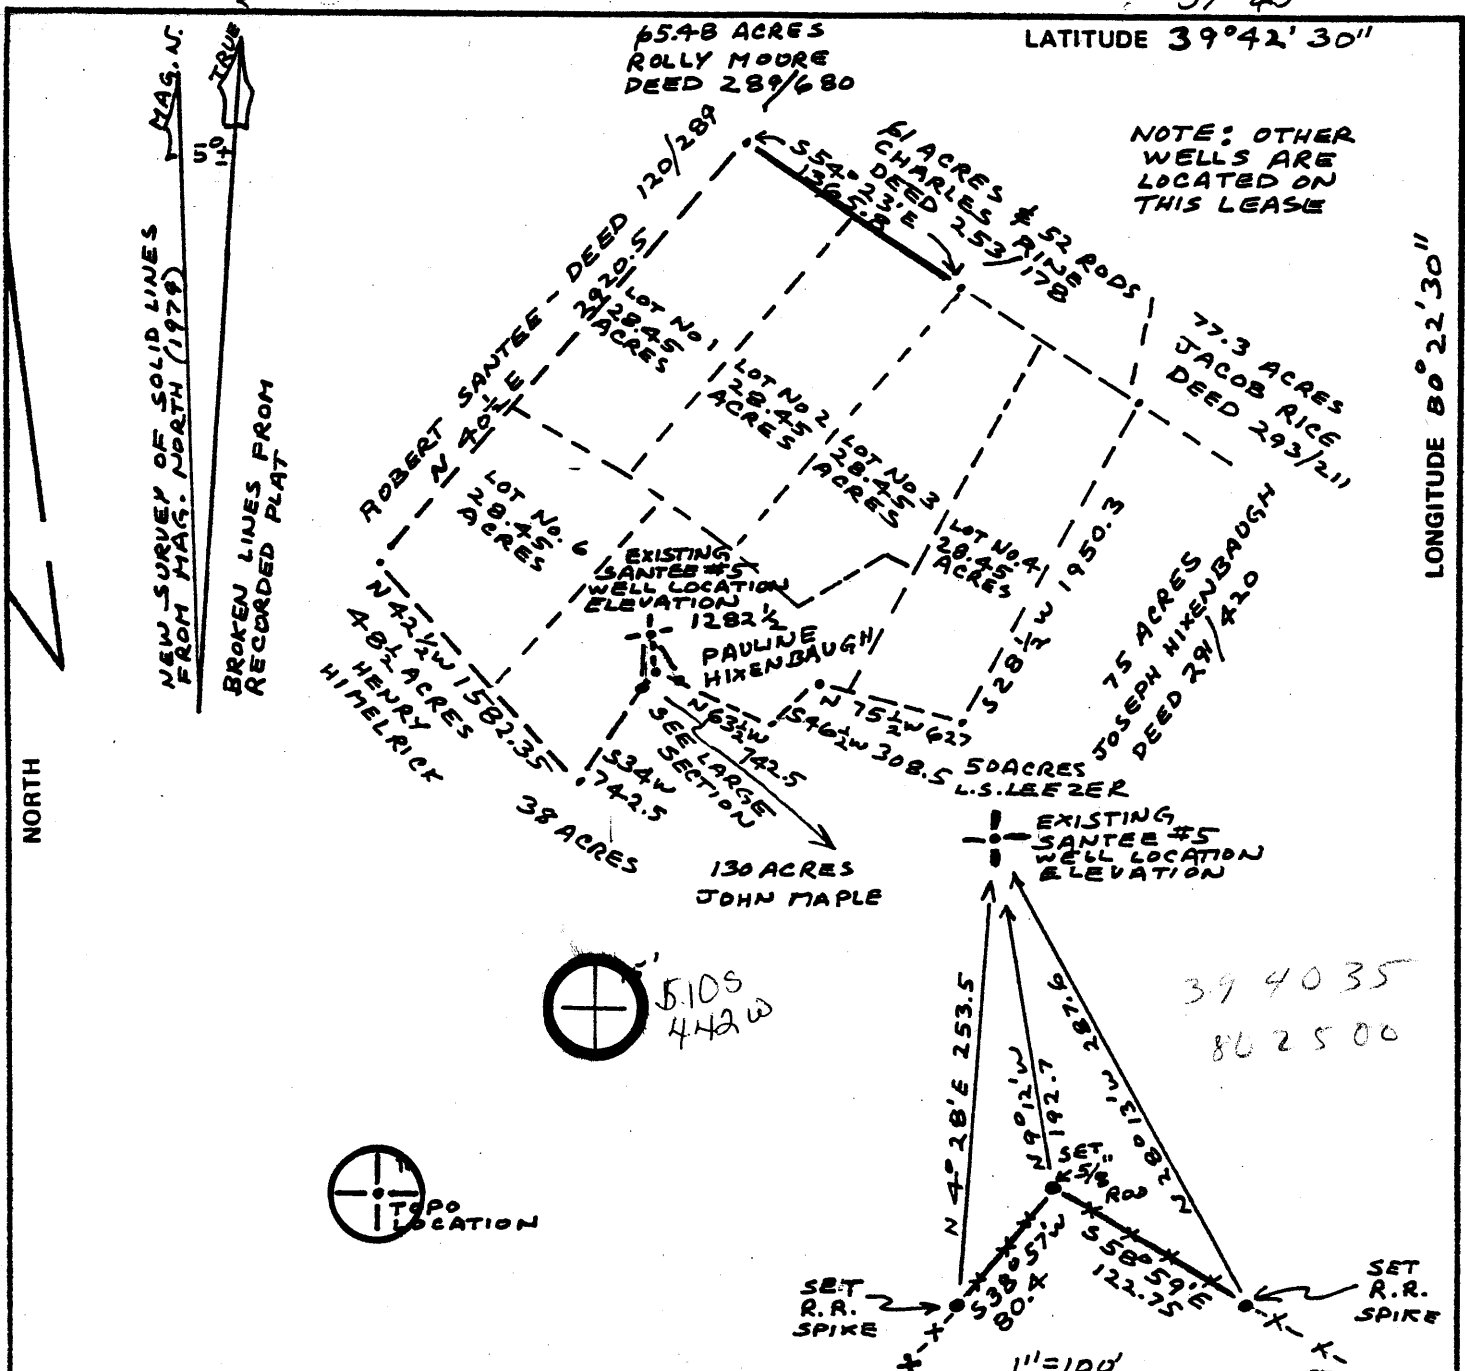 LATITUDE 39°42'30"
65.48 ACRES
ROLLY MOORE
DEED 289/680
MAG. N.
TRUE
NOTE: OTHER
WELLS ARE
LOCATED ON
THIS LEASE
61 ACRES & 52 RODS
CHARLES RINE
DEED 253/178
S54°23'E
1365.8
ROBERT SANTEE - DEED 120/289
N 40½ E 2920.5
77.3 ACRES
JACOB RICE
DEED 293/211
LONGITUDE 80°22'30"
NEW SURVEY OF SOLID LINES
FROM MAG. NORTH (1979)
BROKEN LINES FROM
RECORDED PLAT
LOT No 1
28.45
ACRES
LOT No 2
28.45
ACRES
LOT No 3
28.45
ACRES
LOT No. 4
28.45
ACRES
LOT No. 6
28.45
ACRES
S28½W 1950.3
75 ACRES
JOSEPH HIXENBAUGH
DEED 291/420
EXISTING
SANTEE #5
WELL LOCATION
ELEVATION
1282½
PAULINE
HIXENBAUGH
N42½W 1582.35
48½ ACRES
HENRY
HIMELRICK
N63½W
742.5
S46½W 308.5
N 75½W 627
S34W
742.5
SEE LARGE
SECTION
38 ACRES
50 ACRES
L.S. LEEZER
130 ACRES
JOHN MAPLE
NORTH
EXISTING
SANTEE #5
WELL LOCATION
ELEVATION
5.10S
4.42W
39 40 35
80 25 00
N 4°28'E 253.5
N9°12'W
192.7
N 28°13'W 287.6
SET
5/8"
ROD
TOPO
LOCATION
S38°57'W
80.4
S58°59'E
122.75
SET
R.R.
SPIKE
SET
R.R.
SPIKE
1"=100'